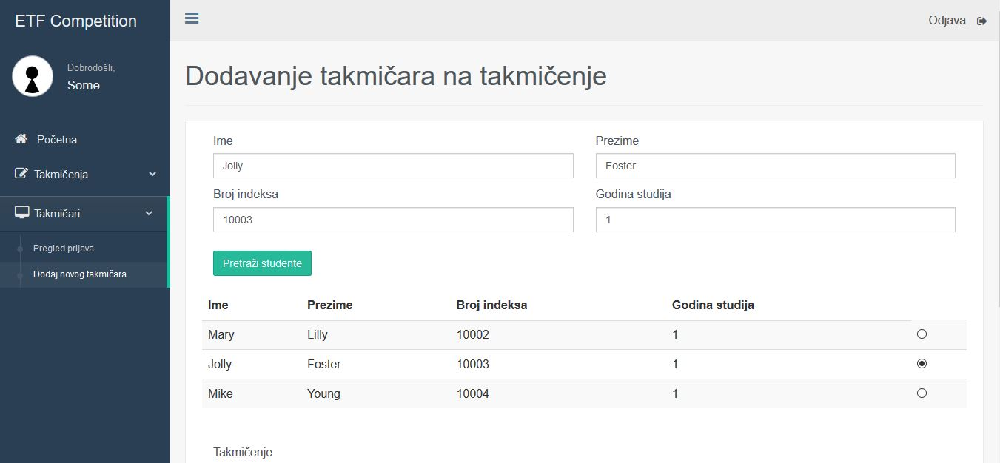 ETF Competition
Odjava
Dobrodošli,
Some
Početna
Takmičenja
Takmičari
Pregled prijava
Dodaj novog takmičara
Dodavanje takmičara na takmičenje
Ime Prezime
Jolly Foster
Broj indeksa Godina studija
10003 1
Pretraži studente
Ime Prezime Broj indeksa Godina studija
Mary Lilly 10002 1
Jolly Foster 10003 1
Mike Young 10004 1
Takmičenje